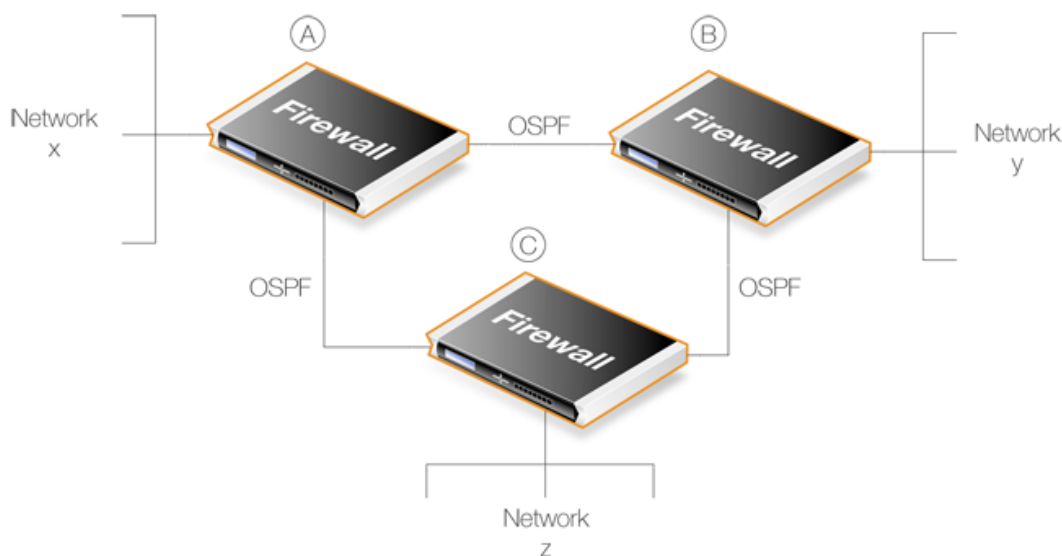 A
B
Network
x
Firewall
OSPF
Firewall
Network
y
OSPF
C
OSPF
Firewall
Network
z